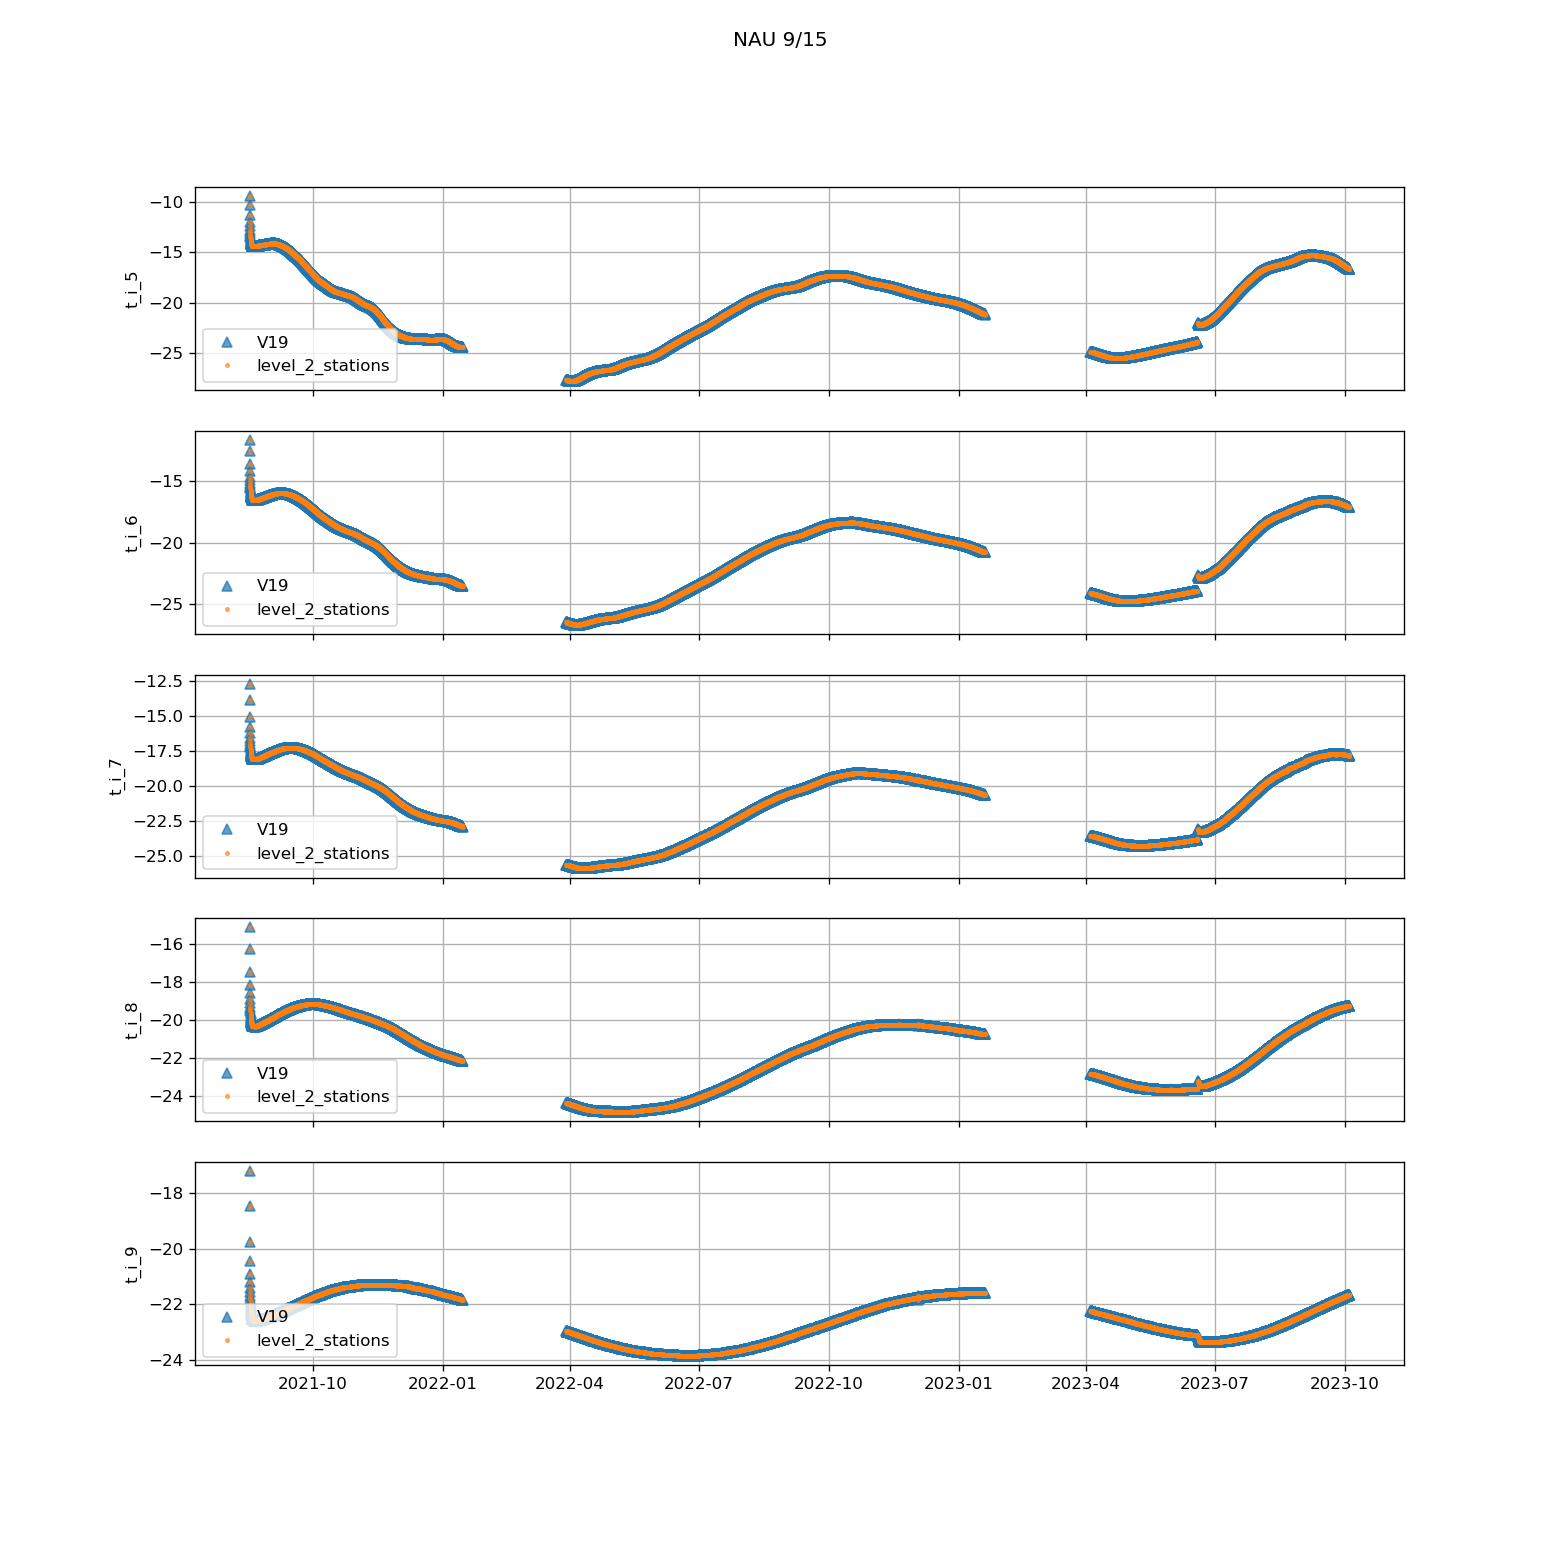 NAU 9/15
−10
−15
−20
−25
t_i_5
V19
level_2_stations
−15
−20
−25
t_i_6
V19
level_2_stations
−12.5
−15.0
−17.5
−20.0
−22.5
−25.0
t_i_7
V19
level_2_stations
−16
−18
−20
−22
−24
t_i_8
V19
level_2_stations
−18
−20
−22
−24
t_i_9
V19
level_2_stations
2021-10 2022-01 2022-04 2022-07 2022-10 2023-01 2023-04 2023-07 2023-10